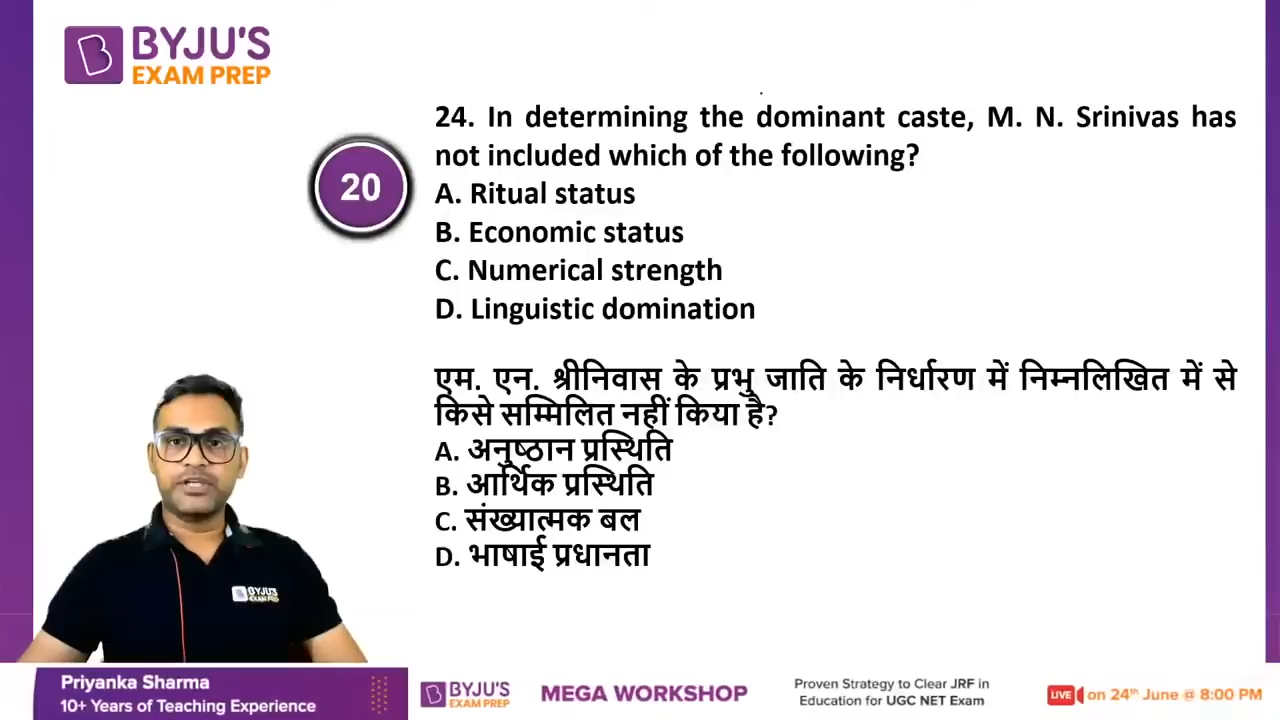 BYJU'S
EXAM PREP
24. In determining the dominant caste, M. N. Srinivas has
not included which of the following?
20
A. Ritual status
B. Economic status
C. Numerical strength
D. Linguistic domination
एम. एन. श्रीनिवास के प्रभु जाति के निर्धारण में निम्नलिखित में से
किसे सम्मिलित नहीं किया है?
A. अनुष्ठान प्रस्थिति
B. आर्थिक प्रस्थिति
C. संख्यात्मक बल
D. भाषाई प्रधानता
BYJU'S
EXAM PREP
Priyanka Sharma
10+ Years of Teaching Experience
BYJU'S
EXAM PREP
MEGA WORKSHOP
Proven Strategy to Clear JRF in
Education for UGC NET Exam
LIVE on 24th June @ 8:00 PM